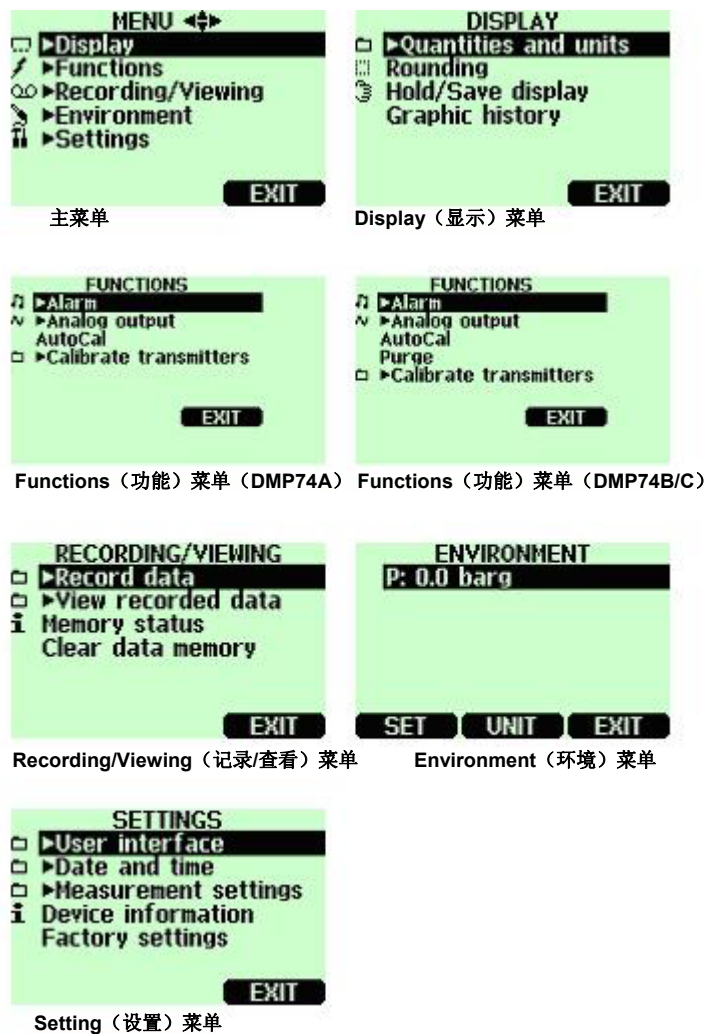 MENU
Display
Functions
Recording/Viewing
Environment
Settings
EXIT
主菜单
DISPLAY
Quantities and units
Rounding
Hold/Save display
Graphic history
EXIT
Display（显示）菜单
FUNCTIONS
Alarm
Analog output
AutoCal
Calibrate transmitters
EXIT
Functions（功能）菜单（DMP74A）
FUNCTIONS
Alarm
Analog output
AutoCal
Purge
Calibrate transmitters
EXIT
Functions（功能）菜单（DMP74B/C）
RECORDING/VIEWING
Record data
View recorded data
Memory status
Clear data memory
EXIT
Recording/Viewing（记录/查看）菜单
ENVIRONMENT
P: 0.0 barg
SET UNIT EXIT
Environment（环境）菜单
SETTINGS
User interface
Date and time
Measurement settings
Device information
Factory settings
EXIT
Setting（设置）菜单